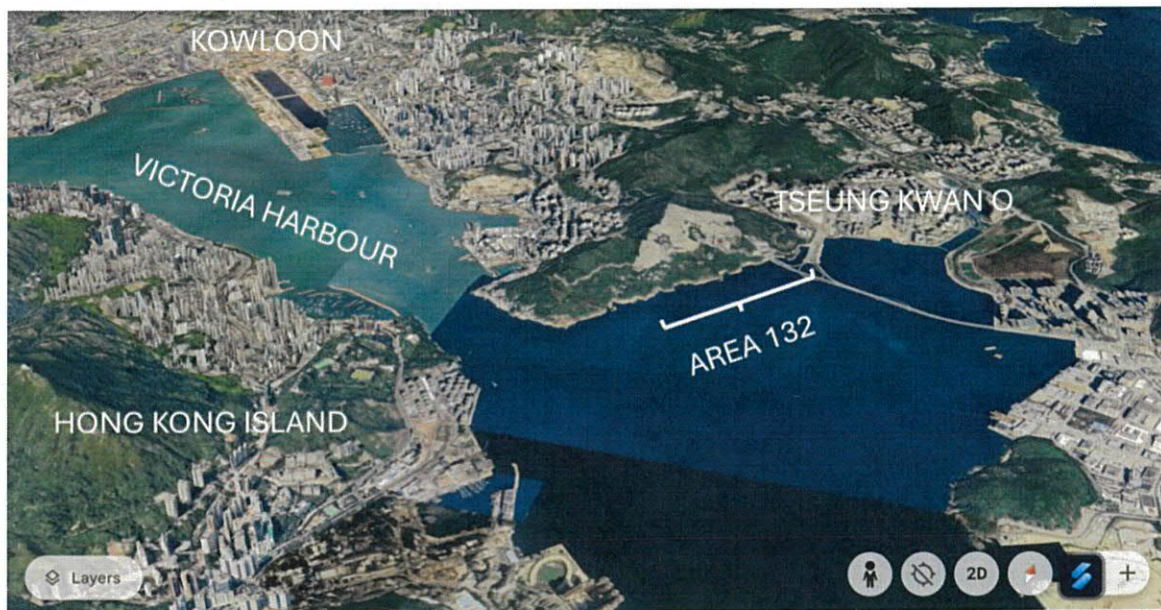 KOWLOON
VICTORIA HARBOUR
TSEUNG KWAN O
AREA 132
HONG KONG ISLAND
Layers
2D
+